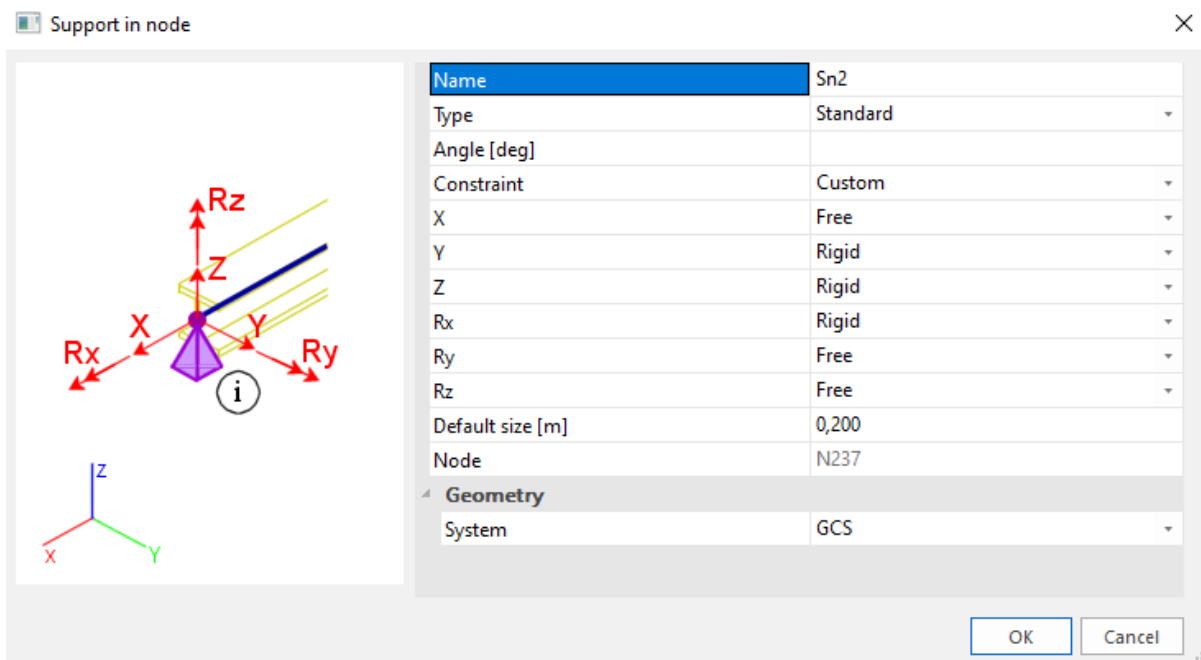 Support in node
Rz
Z
X
Y
Rx
Ry
i
Z
X
Y
Name Sn2
Type Standard
Angle [deg]
Constraint Custom
X Free
Y Rigid
Z Rigid
Rx Rigid
Ry Free
Rz Free
Default size [m] 0,200
Node N237
Geometry
System GCS
OK Cancel